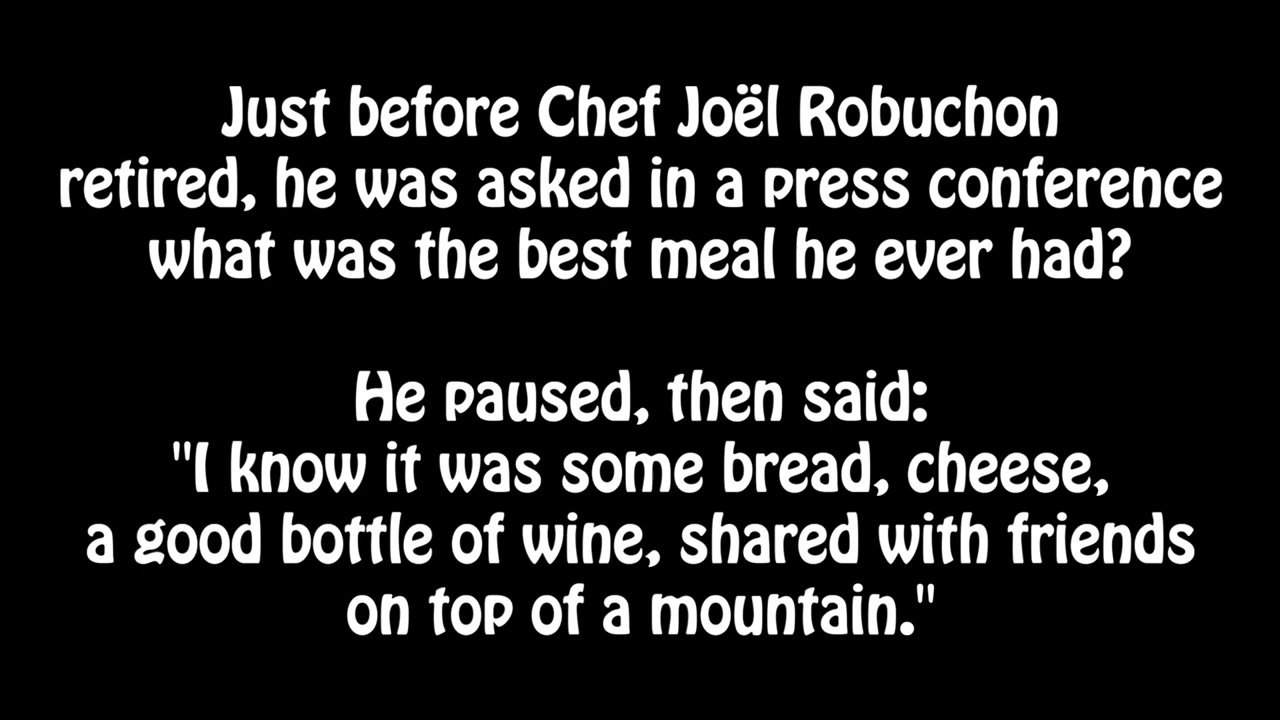 Just before Chef Joël Robuchon
retired, he was asked in a press conference
what was the best meal he ever had?
He paused, then said:
"I know it was some bread, cheese,
a good bottle of wine, shared with friends
on top of a mountain."